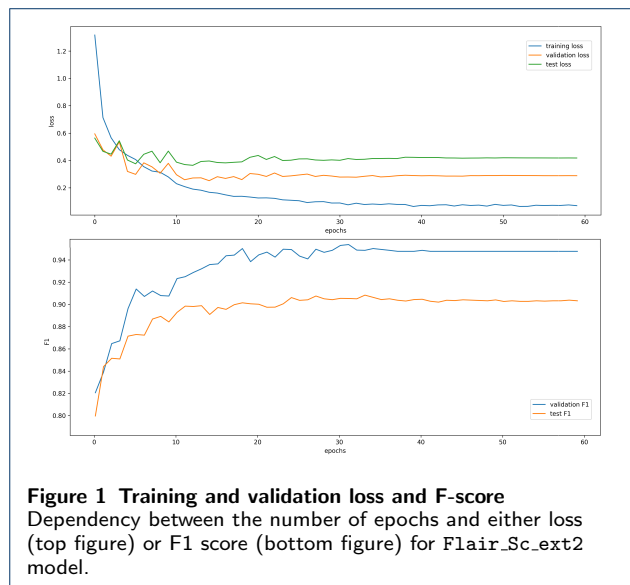 1.2
1.0
0.8
0.6
0.4
0.2
loss
training loss
validation loss
test loss
0 10 20 30 40 50 60
epochs
0.94
0.92
0.90
0.88
0.86
0.84
0.82
0.80
F1
validation F1
test F1
0 10 20 30 40 50 60
epochs
Figure 1 Training and validation loss and F-score
Dependency between the number of epochs and either loss
(top figure) or F1 score (bottom figure) for Flair_Sc_ext2
model.